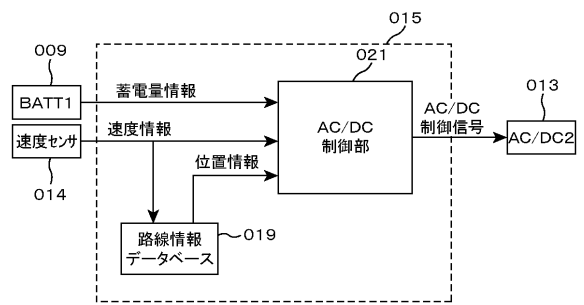 015
009
021
BATT1
蓄電量情報
AC/DC
制御部
AC/DC
制御信号
013
AC/DC2
速度センサ
速度情報
014
位置情報
路線情報
データベース
019